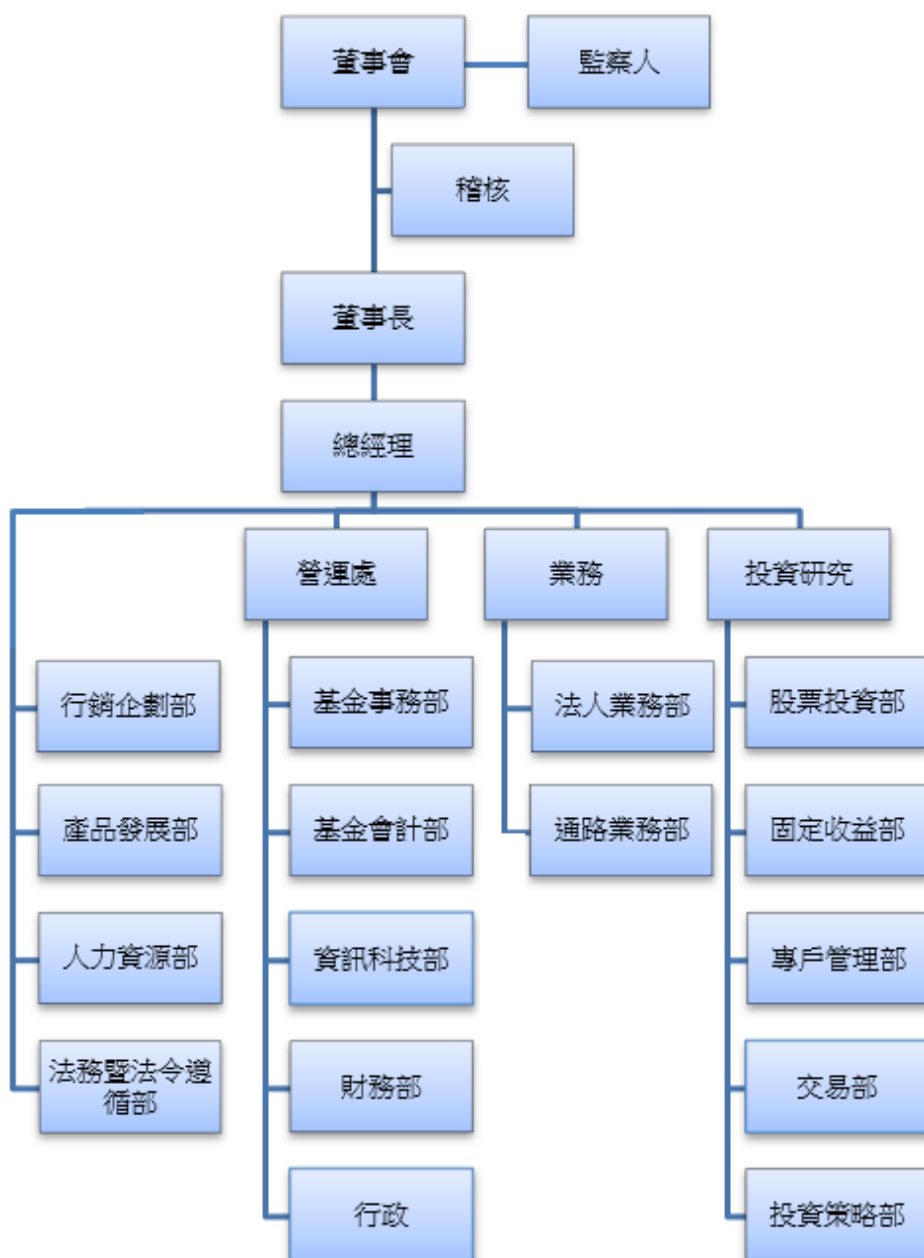 董事會
監察人
稽核
董事長
總經理
營運處
業務
投資研究
行銷企劃部
產品發展部
人力資源部
法務暨法令遵
循部
基金事務部
基金會計部
資訊科技部
財務部
行政
法人業務部
通路業務部
股票投資部
固定收益部
專戶管理部
交易部
投資策略部